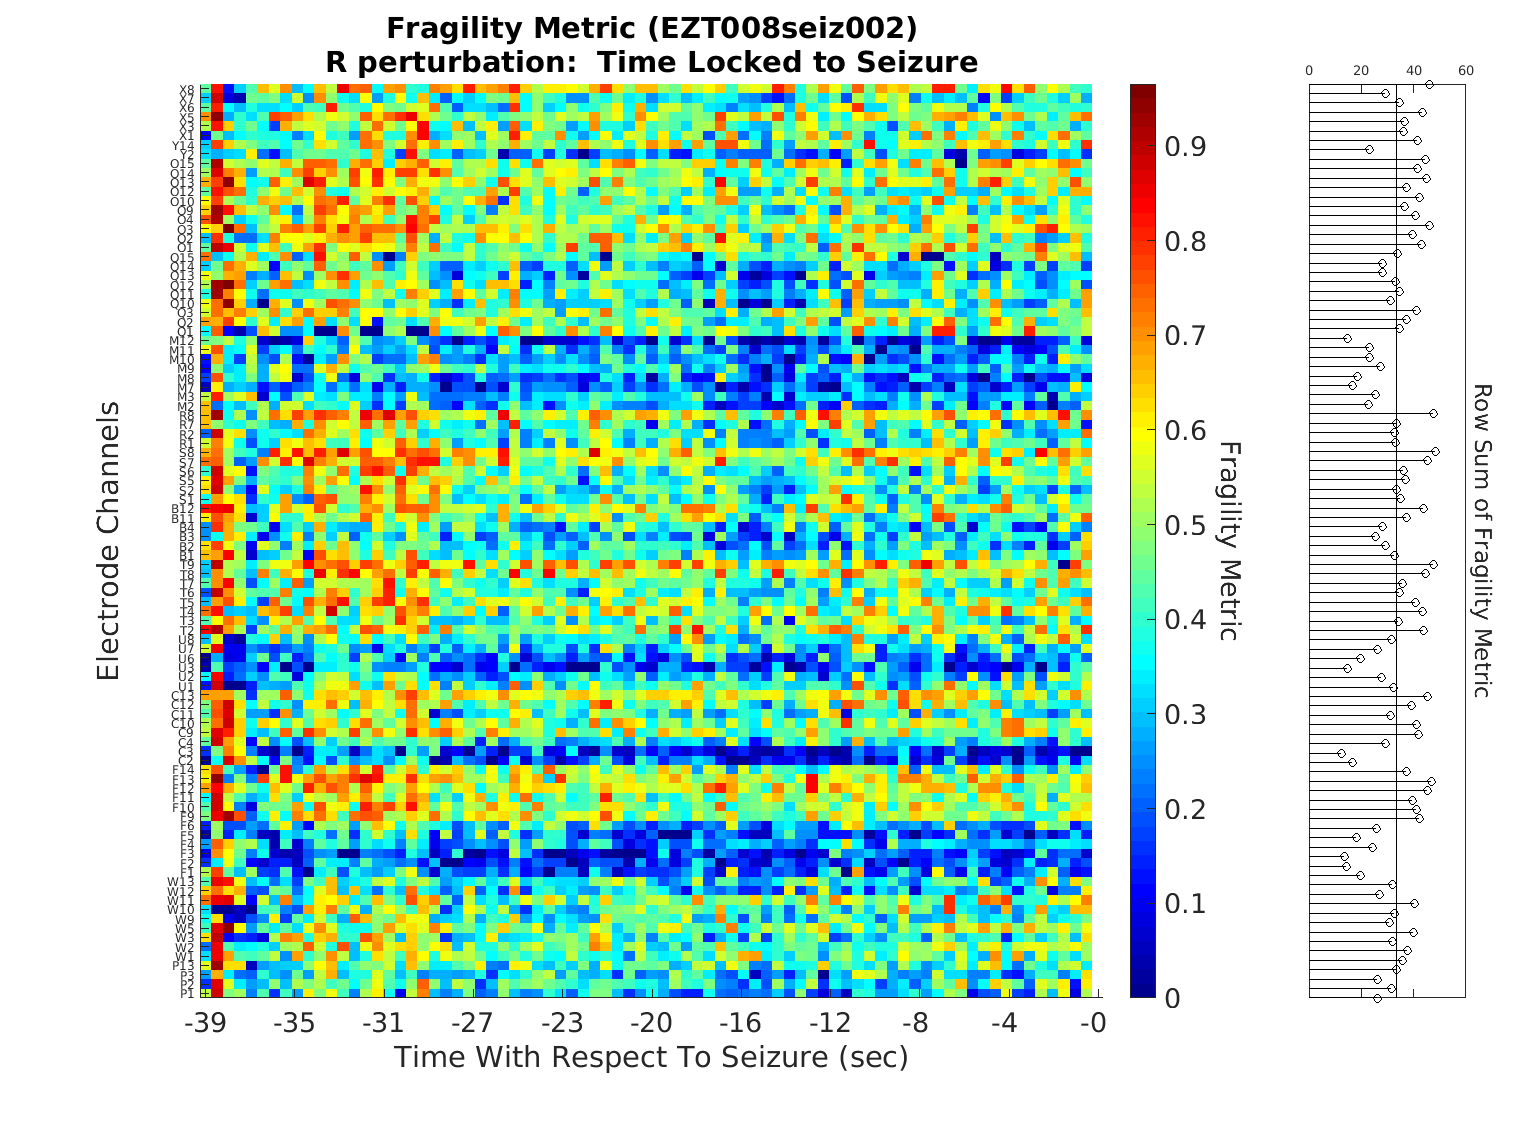 Fragility Metric (EZT008seiz002)
R perturbation:  Time Locked to Seizure
Electrode Channels
X8
X7
X6
X5
X3
X1
Y14
Y2
O15
O14
O13
O12
O10
O9
O4
O3
O2
O1
Q15
Q14
Q13
Q12
Q11
Q10
Q3
Q2
Q1
M12
M11
M10
M9
M8
M7
M3
M2
R8
R7
R2
R1
S8
S7
S6
S5
S2
S1
B12
B11
B4
B3
B2
B1
T9
T8
T7
T6
T5
T4
T3
T2
U8
U7
U6
U3
U2
U1
C13
C12
C11
C10
C9
C4
C3
C2
F14
F13
F12
F11
F10
F9
F6
F5
F4
F3
F2
F1
W13
W12
W11
W10
W9
W5
W3
W2
W1
P13
P3
P2
P1
-39 -35 -31 -27 -23 -20 -16 -12 -8 -4 -0
Time With Respect To Seizure (sec)
0.9
0.8
0.7
0.6
0.5
0.4
0.3
0.2
0.1
0
Fragility Metric
0 20 40 60
Row Sum of Fragility Metric